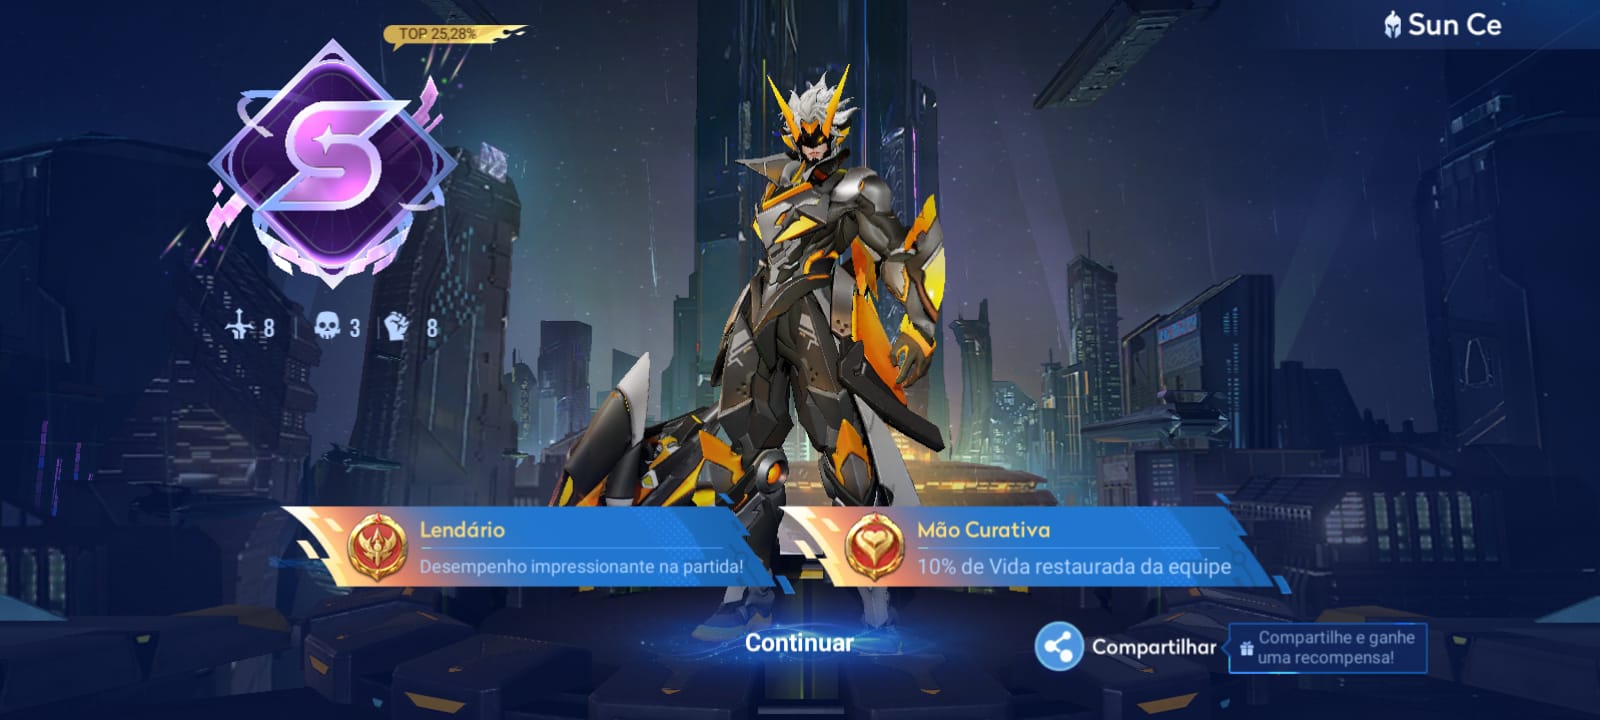 TOP 25,28%
Sun Ce
S
8 3 8
Lendário
Desempenho impressionante na partida!
Mão Curativa
10% de Vida restaurada da equipe
Continuar
Compartilhar
Compartilhe e ganhe
uma recompensa!